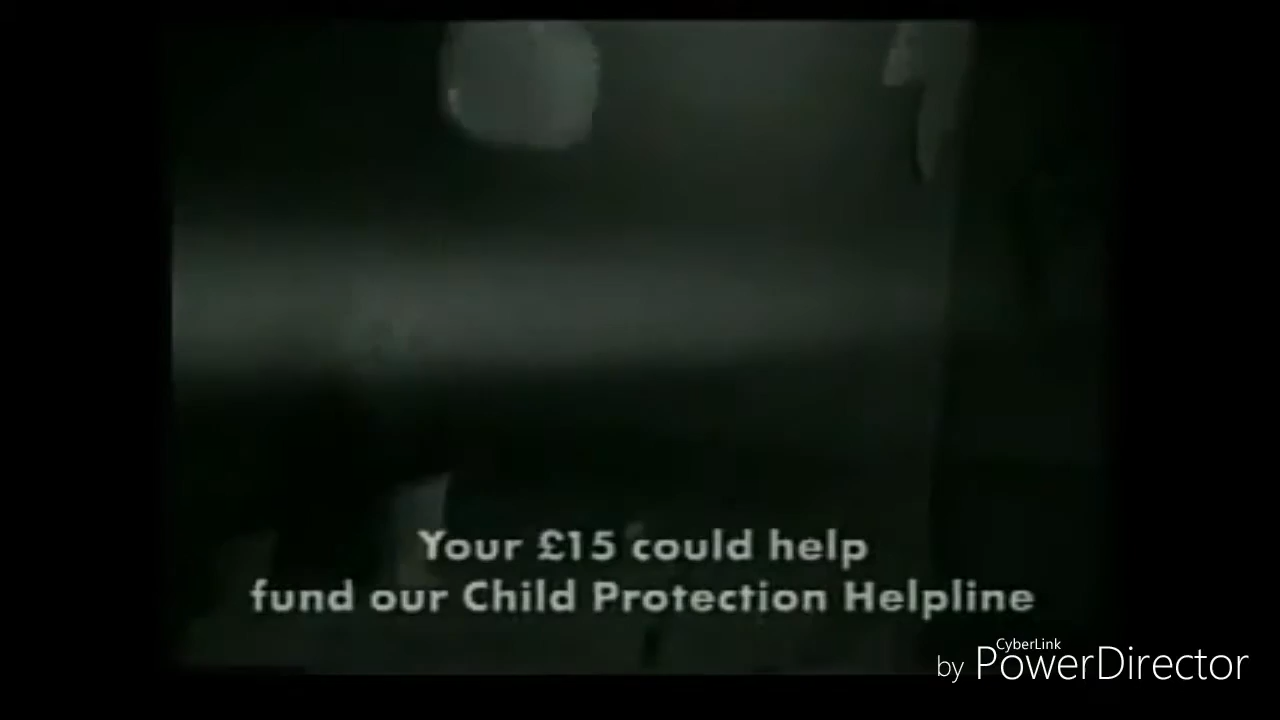 Your £15 could help
fund our Child Protection Helpline
CyberLink
by PowerDirector